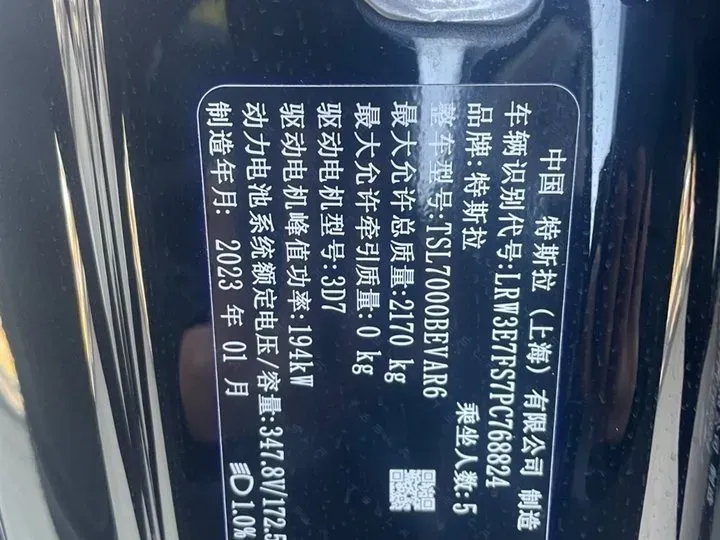 中国 特斯拉（上海）有限公司 制造
车辆识别代号:LRW3E7FS7PC768824
品牌:特斯拉 乘坐人数:5
整车型号:TSL7000BEVAR6
最大允许总质量:2170 kg
最大允许牵引质量:0 kg
驱动电机型号:3D7
驱动电机峰值功率:194kW
动力电池系统额定电压/容量:347.8V/172.5
制造年月: 2023 年 01 月 1.0%